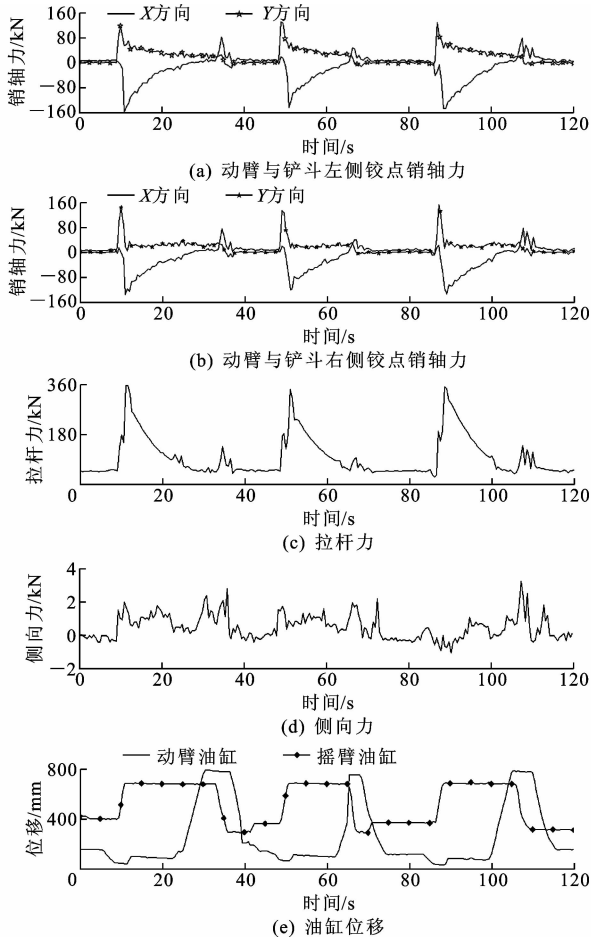 X方向 Y方向
160
80
0
−80
−160
销轴力/kN
0 20 40 60 80 100 120
时间/s
(a) 动臂与铲斗左侧铰点销轴力
X方向 Y方向
160
80
0
−80
−160
销轴力/kN
0 20 40 60 80 100 120
时间/s
(b) 动臂与铲斗右侧铰点销轴力
360
180
拉杆力/kN
0 20 40 60 80 100 120
时间/s
(c) 拉杆力
4
2
0
−2
侧向力/kN
0 20 40 60 80 100 120
时间/s
(d) 侧向力
动臂油缸 摇臂油缸
800
400
位移/mm
0 20 40 60 80 100 120
时间/s
(e) 油缸位移